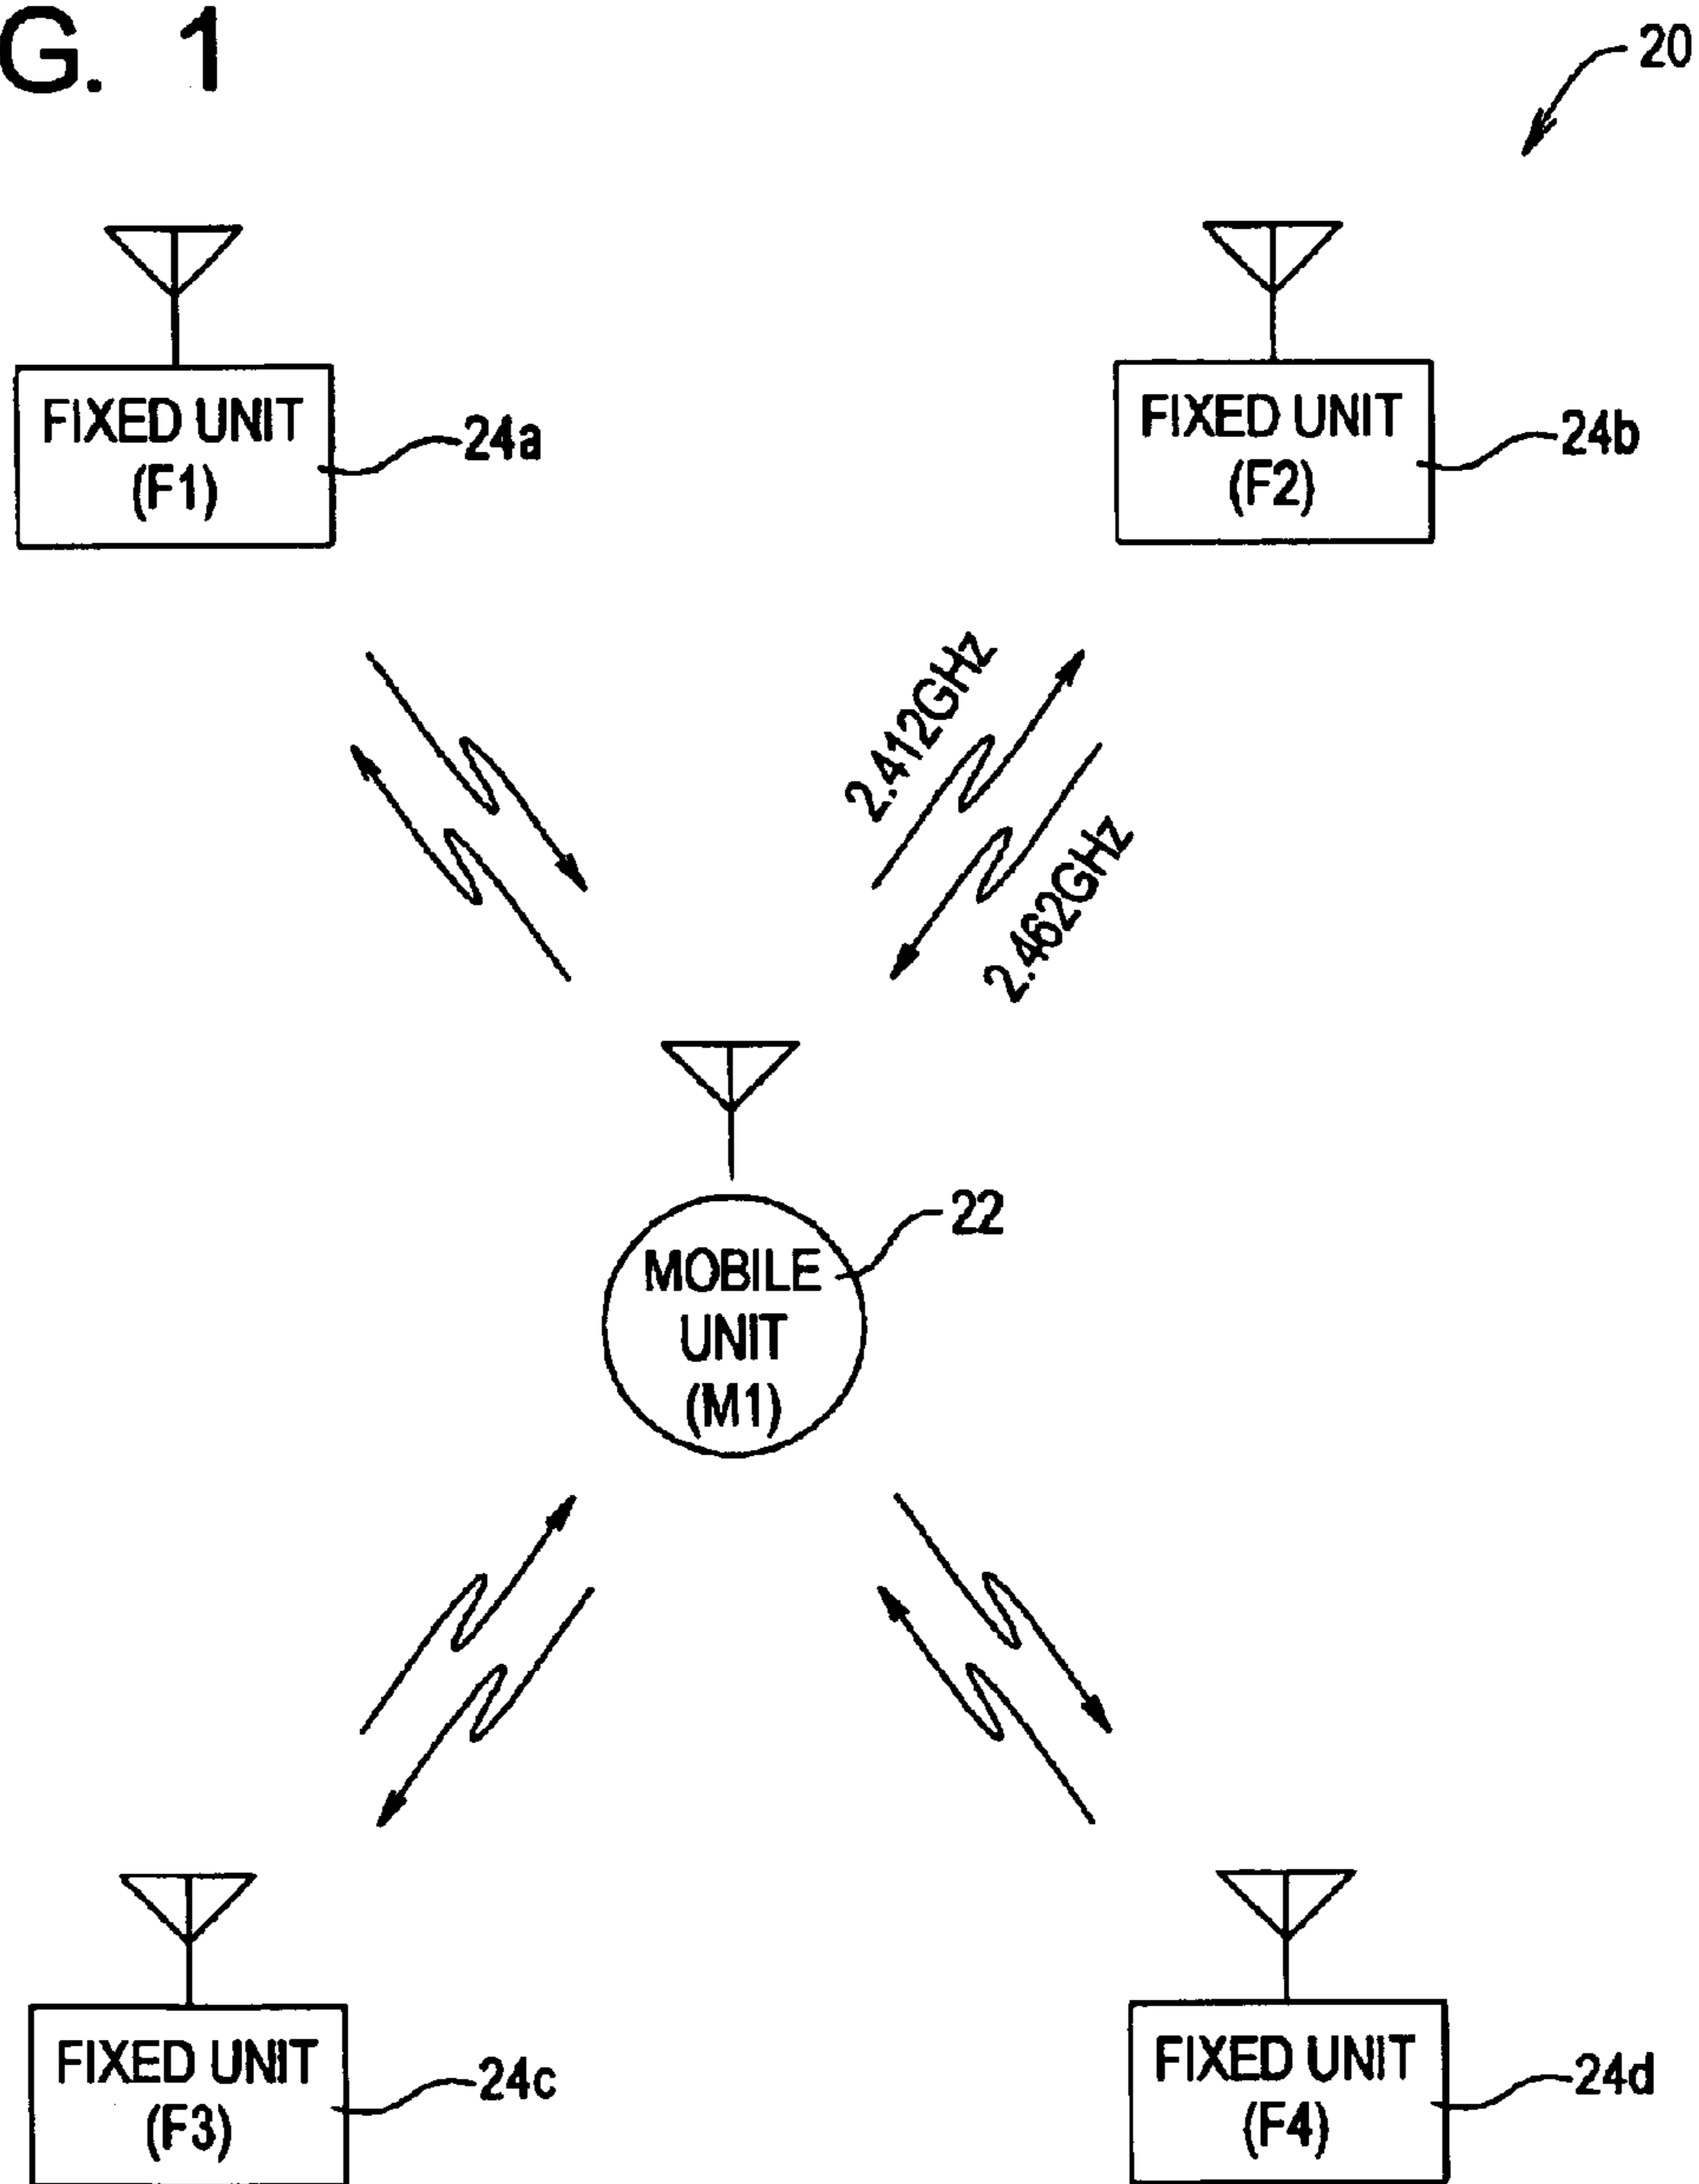 G. 1
20
FIXED UNIT
(F1)
24a
FIXED UNIT
(F2)
24b
2.412GHz
2.462GHz
22
MOBILE
UNIT
(M1)
FIXED UNIT
(F3)
24c
FIXED UNIT
(F4)
24d